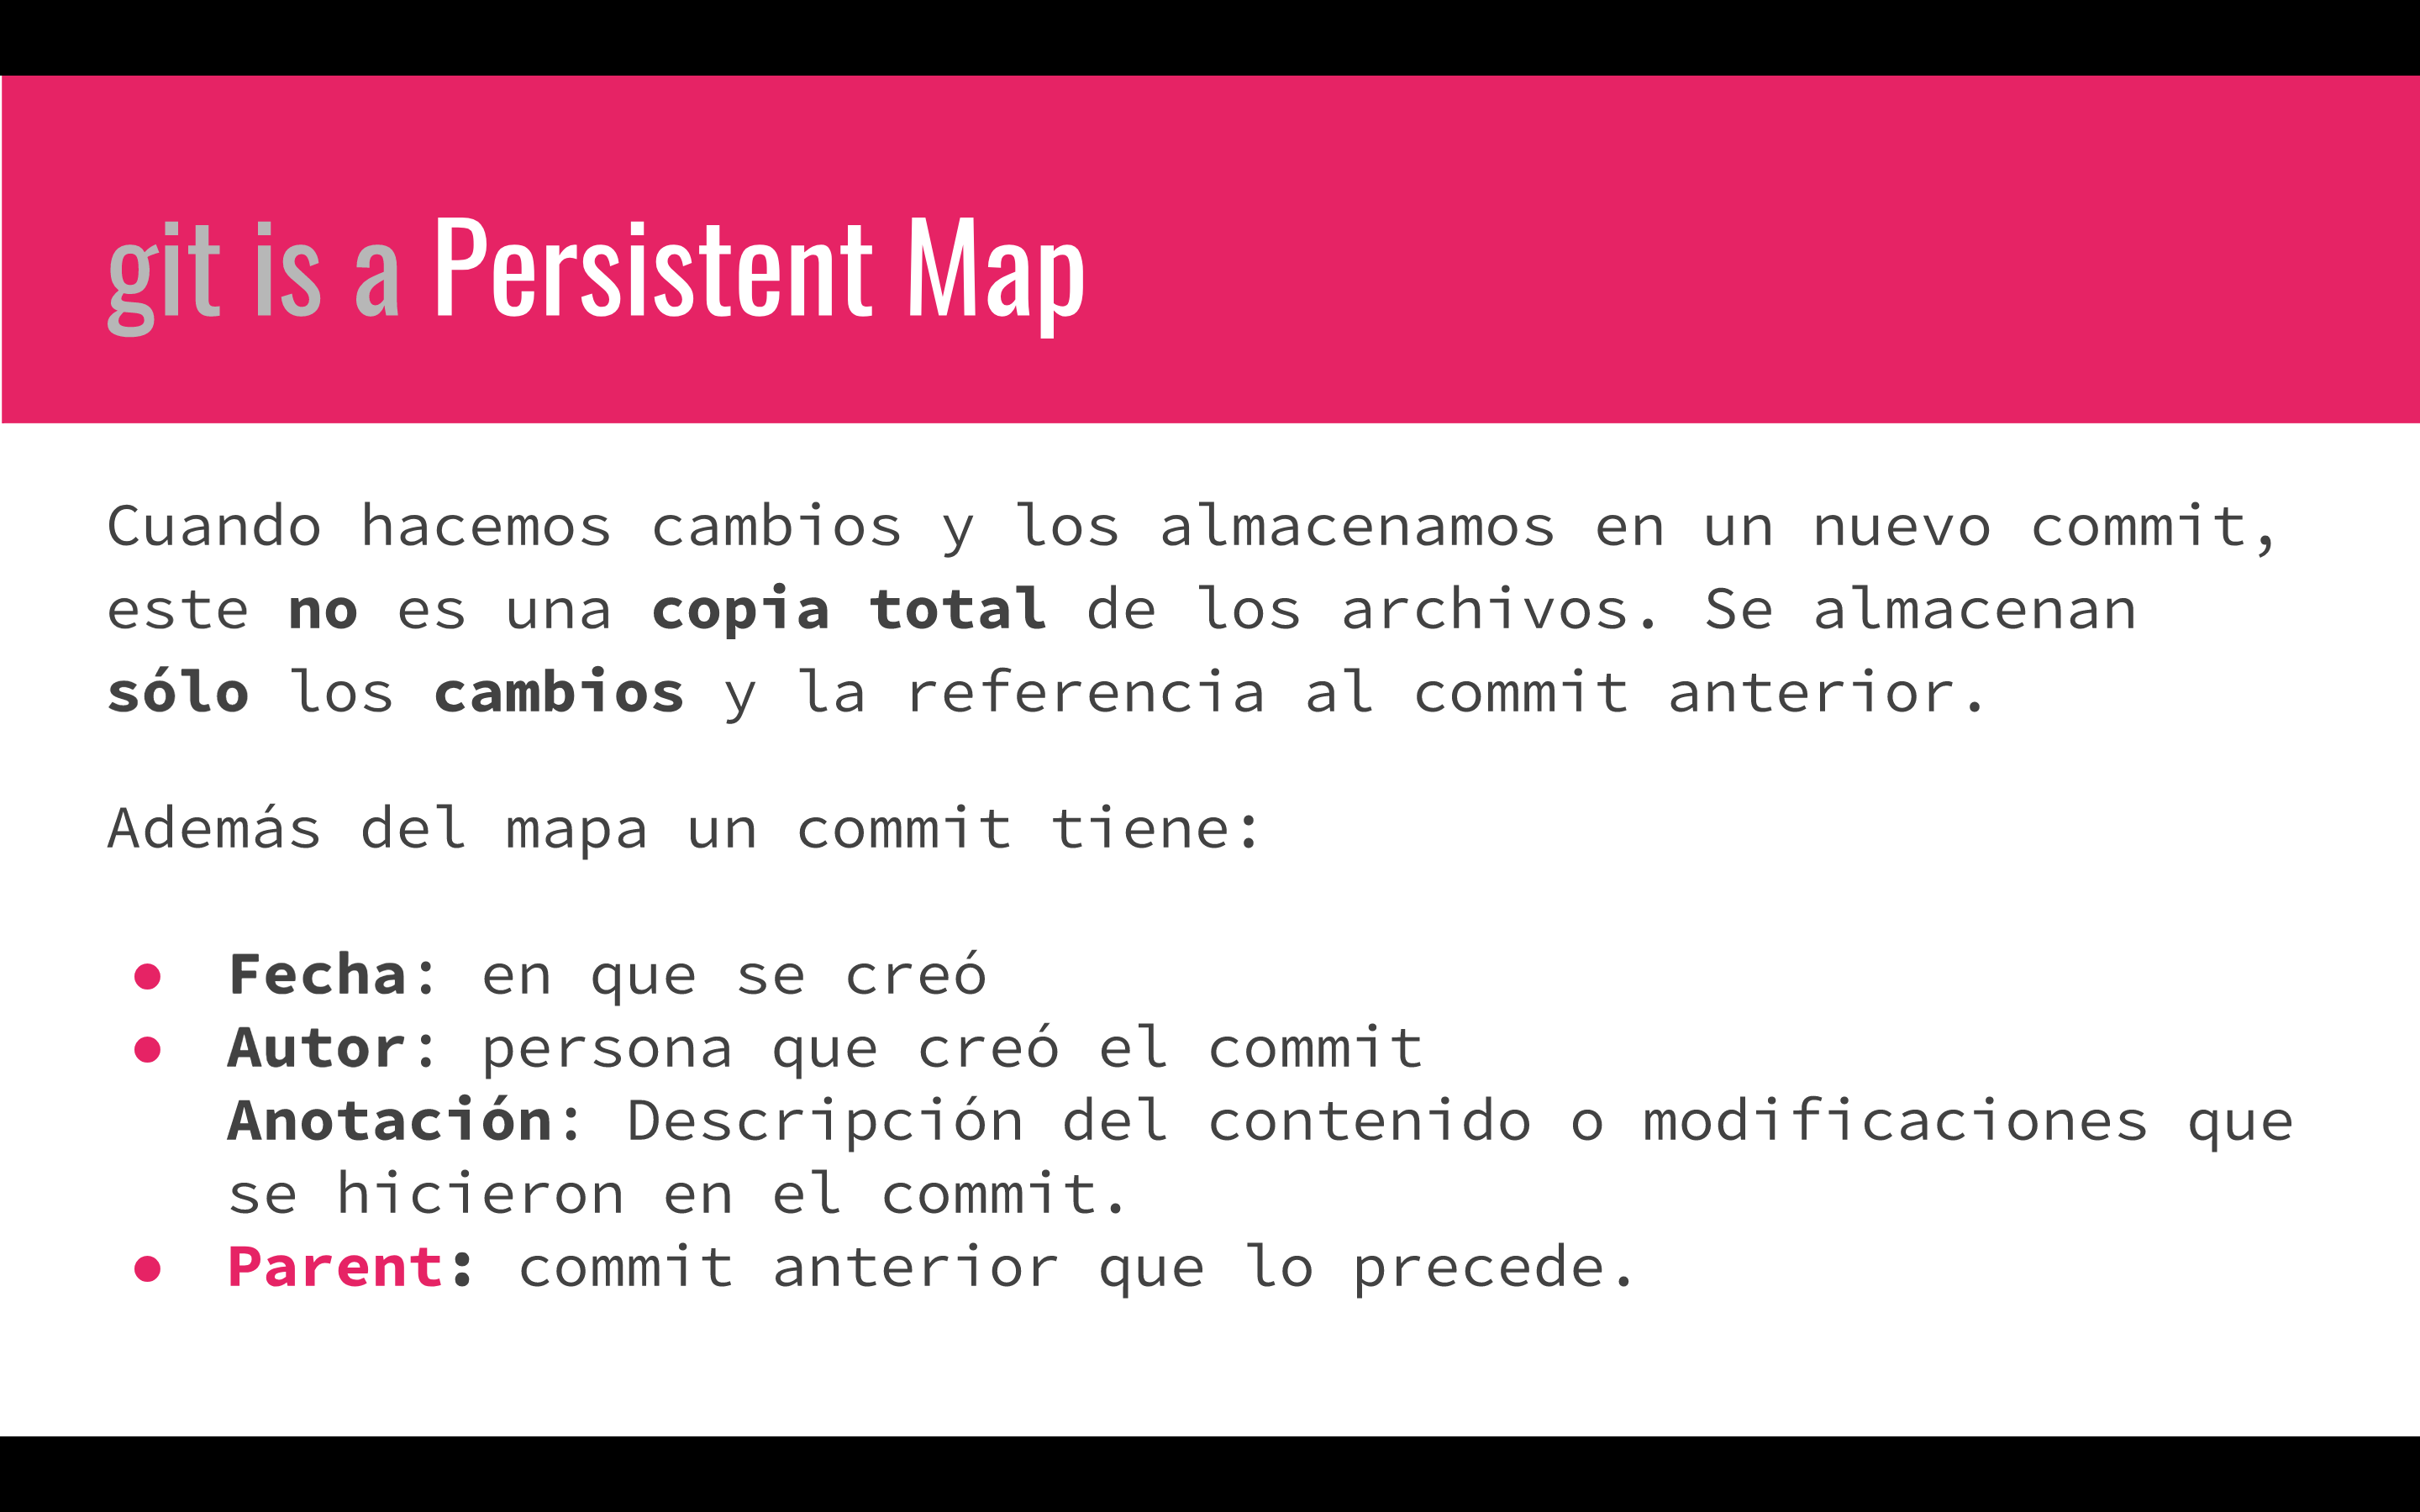 git is a Persistent Map
Cuando hacemos cambios y los almacenamos en un nuevo commit,
este no es una copia total de los archivos. Se almacenan
sólo los cambios y la referencia al commit anterior.
Además del mapa un commit tiene:
● Fecha: en que se creó
● Autor: persona que creó el commit
Anotación: Descripción del contenido o modificaciones que
se hicieron en el commit.
● Parent: commit anterior que lo precede.